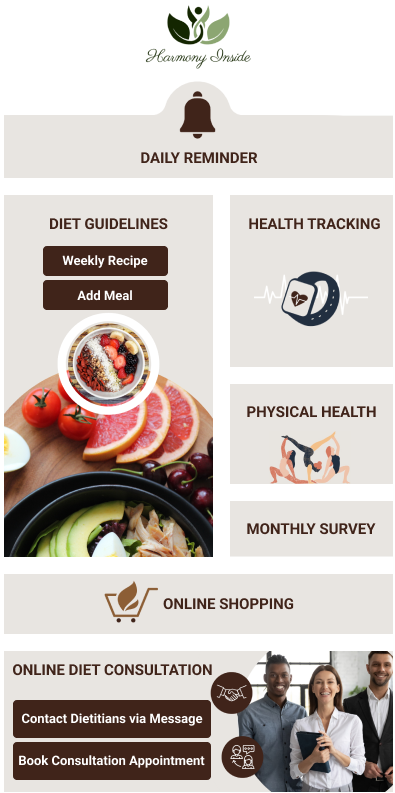 Harmony Inside
DAILY REMINDER
DIET GUIDELINES
Weekly Recipe
Add Meal
HEALTH TRACKING
PHYSICAL HEALTH
MONTHLY SURVEY
ONLINE SHOPPING
ONLINE DIET CONSULTATION
Contact Dietitians via Message
Book Consultation Appointment